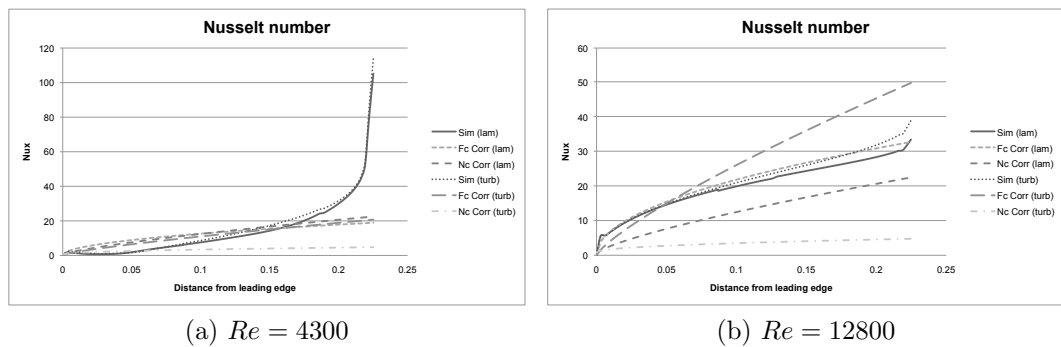 Nusselt number
120
100
80
60
40
20
0
0
0.05
0.1
0.15
0.2
0.25
Nux
Distance from leading edge
Sim (lam)
Fc Corr (lam)
Nc Corr (lam)
Sim (turb)
Fc Corr (turb)
Nc Corr (turb)
(a) Re = 4300
Nusselt number
60
50
40
30
20
10
0
0
0.05
0.1
0.15
0.2
0.25
Nux
Distance from leading edge
Sim (lam)
Fc Corr (lam)
Nc Corr (lam)
Sim (turb)
Fc Corr (turb)
Nc Corr (turb)
(b) Re = 12800